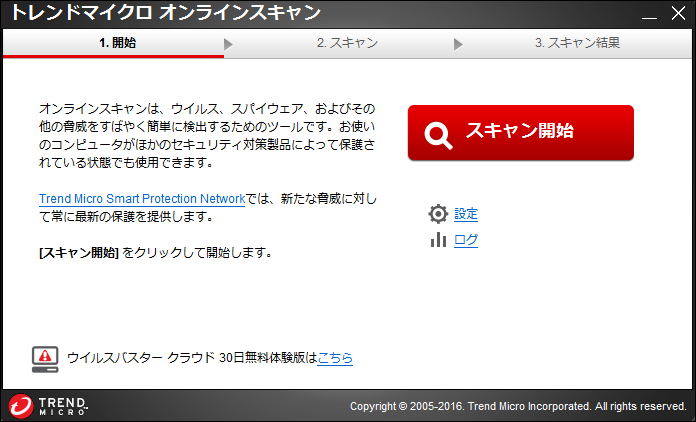 トレンドマイクロ オンラインスキャン
1. 開始
2. スキャン
3. スキャン結果
オンラインスキャンは、ウイルス、スパイウェア、およびその
他の脅威をすばやく簡単に検出するためのツールです。お使い
のコンピュータがほかのセキュリティ対策製品によって保護さ
れている状態でも使用できます。
Trend Micro Smart Protection Networkでは、新たな脅威に対し
て常に最新の保護を提供します。
[スキャン開始] をクリックして開始します。
スキャン開始
設定
ログ
ウイルスバスター クラウド 30日無料体験版はこちら
TREND
MICRO
Copyright © 2005-2016. Trend Micro Incorporated. All rights reserved.